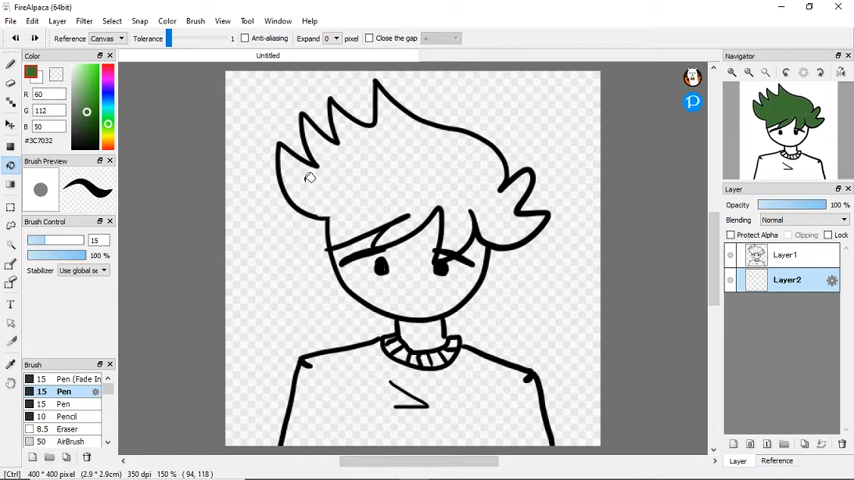 FireAlpaca (64bit)
File Edit Layer Filter Select Snap Color Brush View Tool Window Help
Reference Canvas Tolerance 1 Anti-aliasing Expand 0 pixel Close the gap
Color
Untitled
Navigator
R 60
G 112
B 50
#3C7032
Brush Preview
Brush Control
15
100 %
Stabilizer Use global se
Layer
Opacity 100 %
Blending Normal
Protect Alpha Clipping Lock
Layer1
Layer2
Brush
15 Pen (Fade In
15 Pen
15 Pen
10 Pencil
8.5 Eraser
50 AirBrush
Layer Reference
[Ctrl] 400 * 400 pixel (2.9 * 2.9cm) 350 dpi 150 % ( 94, 118 )